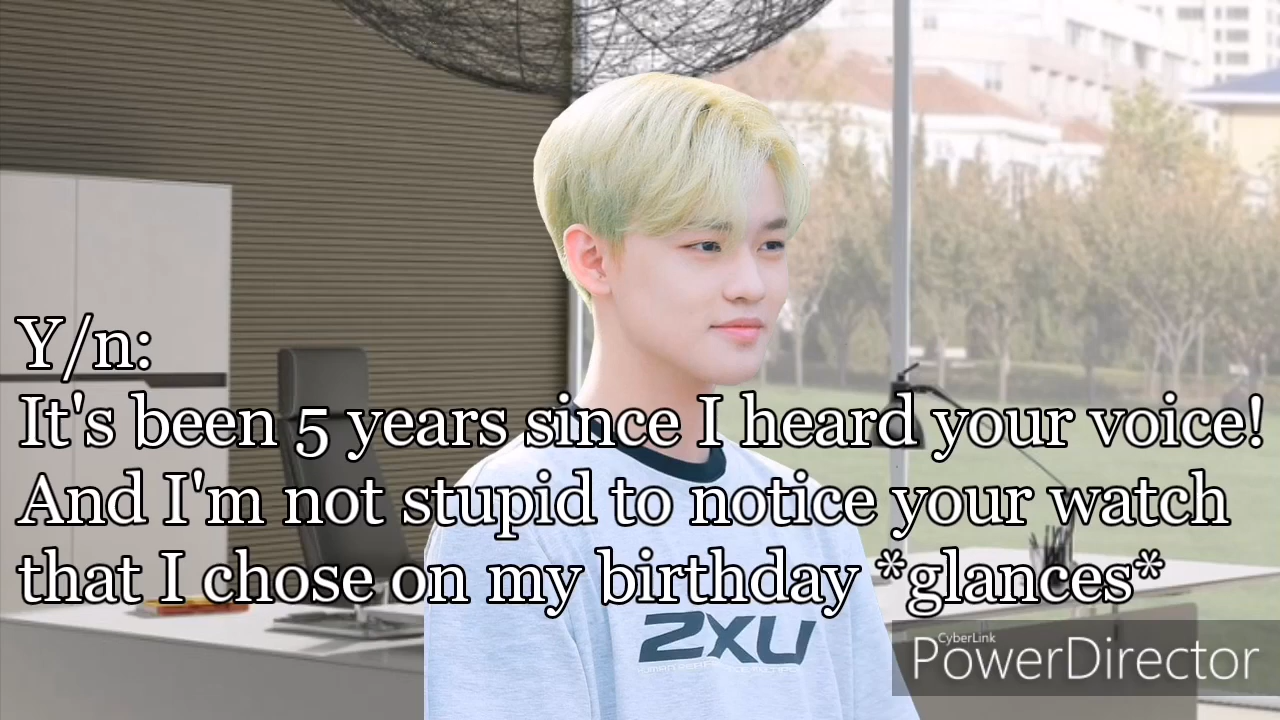 Y/n:
It's been 5 years since I heard your voice!
And I'm not stupid to notice your watch
that I chose on my birthday *glances*
2XU
CyberLink
PowerDirector